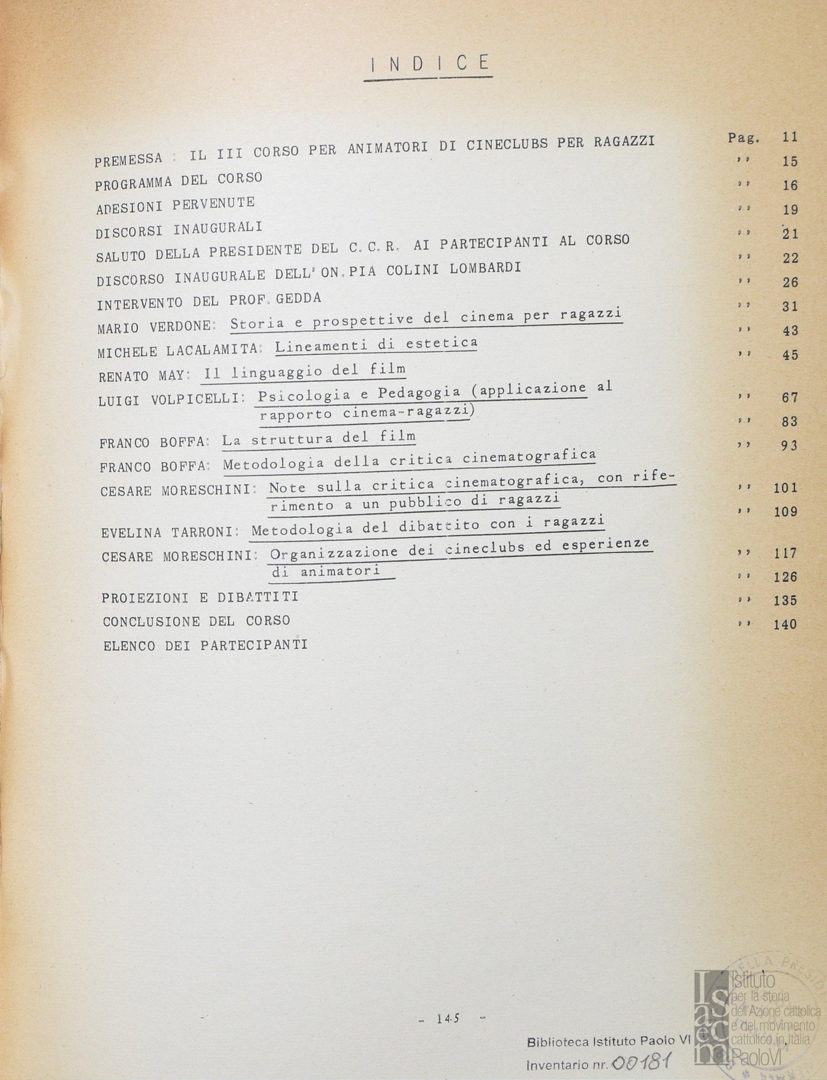 INDICE
PREMESSA : IL III CORSO PER ANIMATORI DI CINECLUBS PER RAGAZZI Pag. 11
PROGRAMMA DEL CORSO ,, 15
ADESIONI PERVENUTE ,, 16
DISCORSI INAUGURALI ,, 19
SALUTO DELLA PRESIDENTE DEL C.C.R. AI PARTECIPANTI AL CORSO ,, 21
DISCORSO INAUGURALE DELL'ON.PIA COLINI LOMBARDI ,, 22
INTERVENTO DEL PROF.GEDDA ,, 26
MARIO VERDONE: Storia e prospettive del cinema per ragazzi ,, 31
MICHELE LACALAMITA: Lineamenti di estetica ,, 43
RENATO MAY: Il linguaggio del film ,, 45
LUIGI VOLPICELLI: Psicologia e Pedagogia (applicazione al
rapporto cinema-ragazzi) ,, 67
FRANCO BOFFA: La struttura del film ,, 83
FRANCO BOFFA: Metodologia della critica cinematografica ,, 93
CESARE MORESCHINI: Note sulla critica cinematografica, con rife-
rimento a un pubblico di ragazzi ,, 101
EVELINA TARRONI: Metodologia del dibattito con i ragazzi ,, 109
CESARE MORESCHINI: Organizzazione dei cineclubs ed esperienze
di animatori ,, 117
PROIEZIONI E DIBATTITI ,, 126
CONCLUSIONE DEL CORSO ,, 135
ELENCO DEI PARTECIPANTI ,, 140
- 145 -
Biblioteca Istituto Paolo VI
Inventario nr. 00181
Isacem
Istituto
per la storia
dell'Azione cattolica
e del movimento
cattolico in Italia
Paolo VI